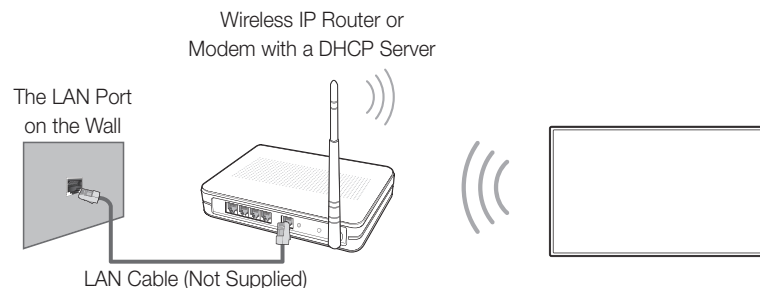 Wireless IP Router or
Modem with a DHCP Server
The LAN Port
on the Wall
LAN Cable (Not Supplied)